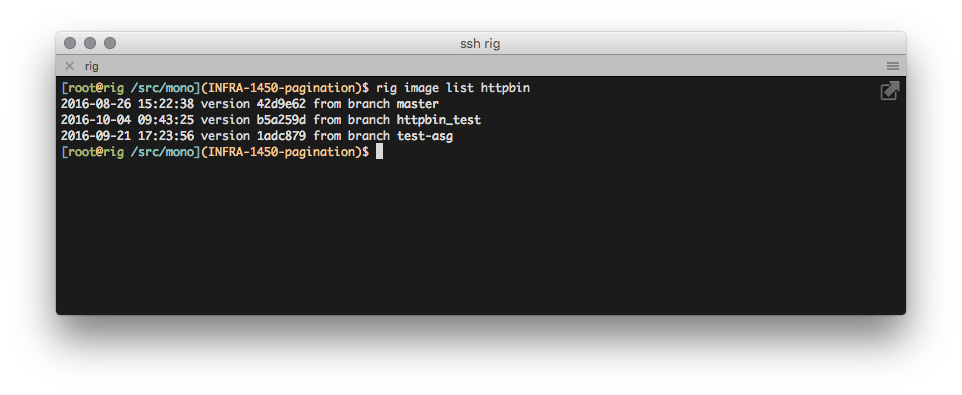 ssh rig
rig
[root@rig /src/mono](INFRA-1450-pagination)$ rig image list httpbin
2016-08-26 15:22:38 version 42d9e62 from branch master
2016-10-04 09:43:25 version b5a259d from branch httpbin_test
2016-09-21 17:23:56 version 1adc879 from branch test-asg
[root@rig /src/mono](INFRA-1450-pagination)$